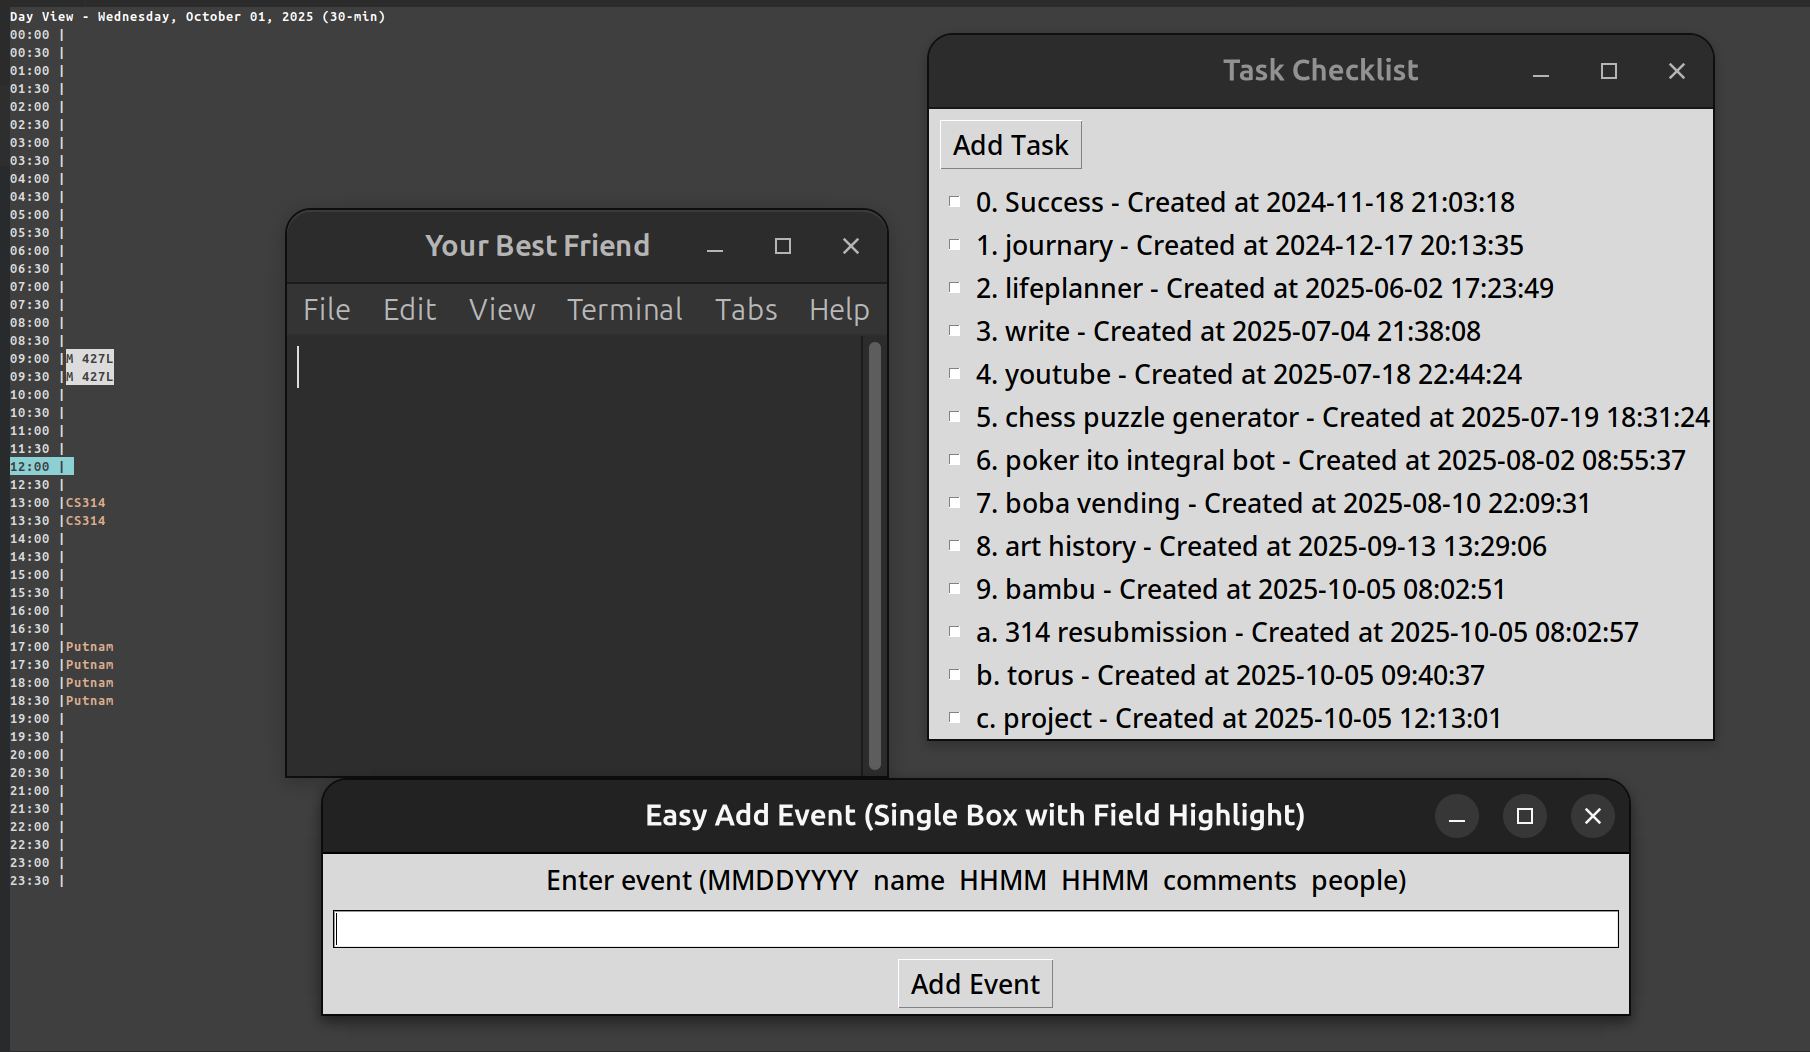 Day View - Wednesday, October 01, 2025 (30-min)
00:00 |
00:30 |
01:00 |
01:30 |
02:00 |
02:30 |
03:00 |
03:30 |
04:00 |
04:30 |
05:00 |
05:30 |
06:00 |
06:30 |
07:00 |
07:30 |
08:00 |
08:30 |
09:00 |M 427L
09:30 |M 427L
10:00 |
10:30 |
11:00 |
11:30 |
12:00 |
12:30 |
13:00 |CS314
13:30 |CS314
14:00 |
14:30 |
15:00 |
15:30 |
16:00 |
16:30 |
17:00 |Putnam
17:30 |Putnam
18:00 |Putnam
18:30 |Putnam
19:00 |
19:30 |
20:00 |
20:30 |
21:00 |
21:30 |
22:00 |
22:30 |
23:00 |
23:30 |
Your Best Friend
File Edit View Terminal Tabs Help
Task Checklist
Add Task
0. Success - Created at 2024-11-18 21:03:18
1. journary - Created at 2024-12-17 20:13:35
2. lifeplanner - Created at 2025-06-02 17:23:49
3. write - Created at 2025-07-04 21:38:08
4. youtube - Created at 2025-07-18 22:44:24
5. chess puzzle generator - Created at 2025-07-19 18:31:24
6. poker ito integral bot - Created at 2025-08-02 08:55:37
7. boba vending - Created at 2025-08-10 22:09:31
8. art history - Created at 2025-09-13 13:29:06
9. bambu - Created at 2025-10-05 08:02:51
a. 314 resubmission - Created at 2025-10-05 08:02:57
b. torus - Created at 2025-10-05 09:40:37
c. project - Created at 2025-10-05 12:13:01
Easy Add Event (Single Box with Field Highlight)
Enter event (MMDDYYYY name HHMM HHMM comments people)
Add Event